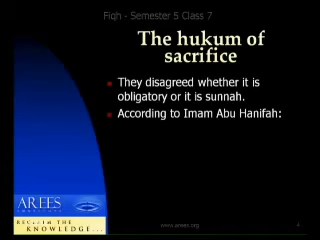 Fiqh - Semester 5 Class 7
The hukum of
sacrifice
They disagreed whether it is
obligatory or it is sunnah.
According to Imam Abu Hanifah:
AREES
RECLAIM THE
KNOWLEDGE...
www.arees.org
4